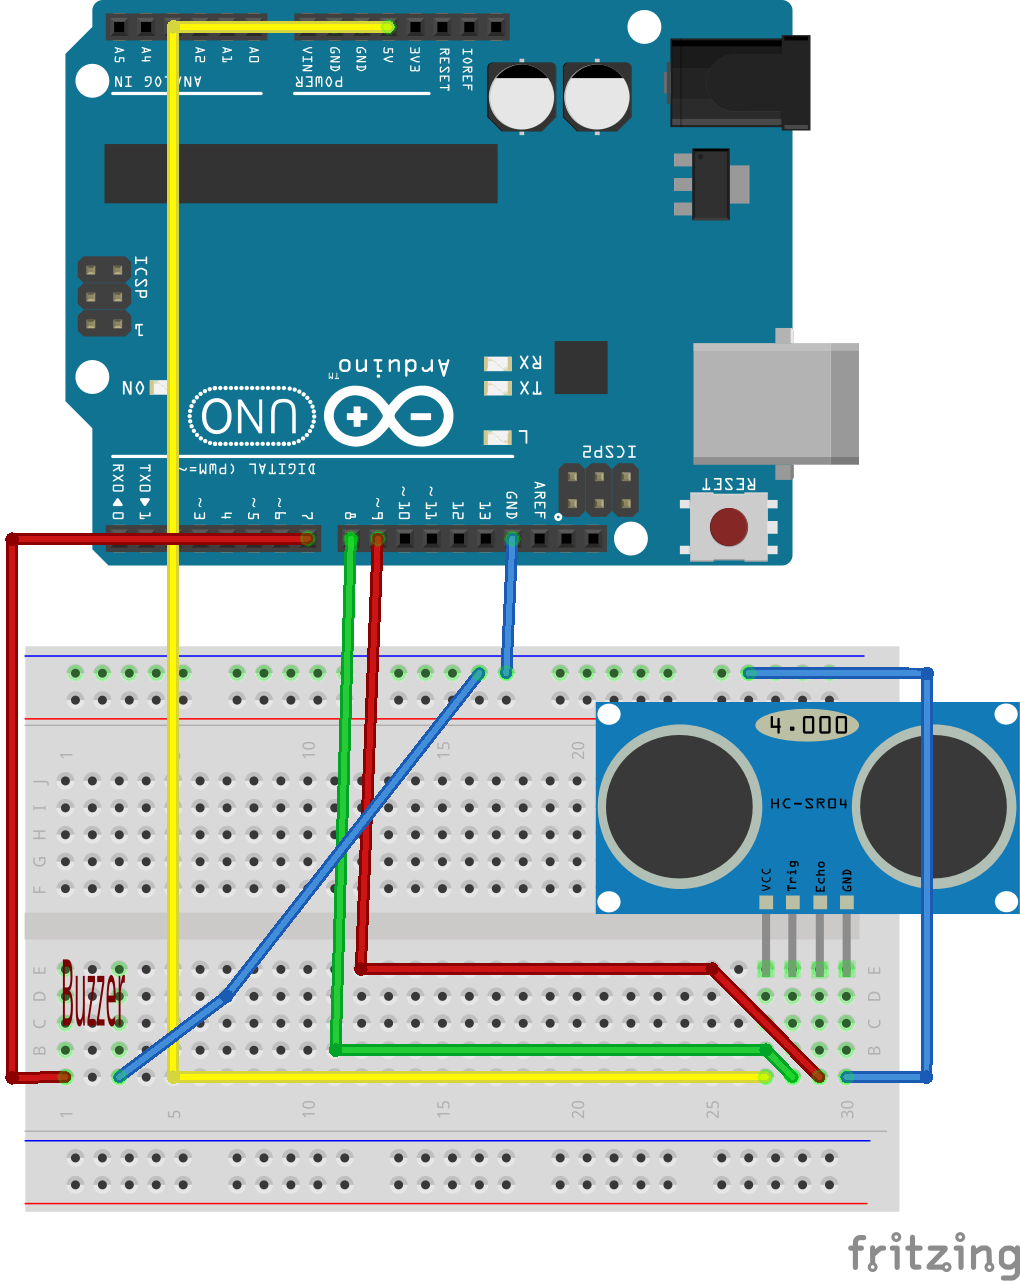 A5 A4 A2 A1 A0 VIN GND GND 5V 3V3 RESET IOREF
ANALOG IN
POWER
ICSP
1
ON
UNO
Arduino
TM
RX
TX
L
ICSP2
DIGITAL (PWM=~)
RESET
RX0 0 TX0 1 ~3 4 ~5 ~6 7 8 ~9 ~10 ~11 12 13 GND AREF
4.000
HC-SR04
VCC Trig Echo GND
1 10 15 20
J
I
H
G
F
E E
D D
C C
B B
Buzzer
1 5 10 15 20 25 30
fritzing